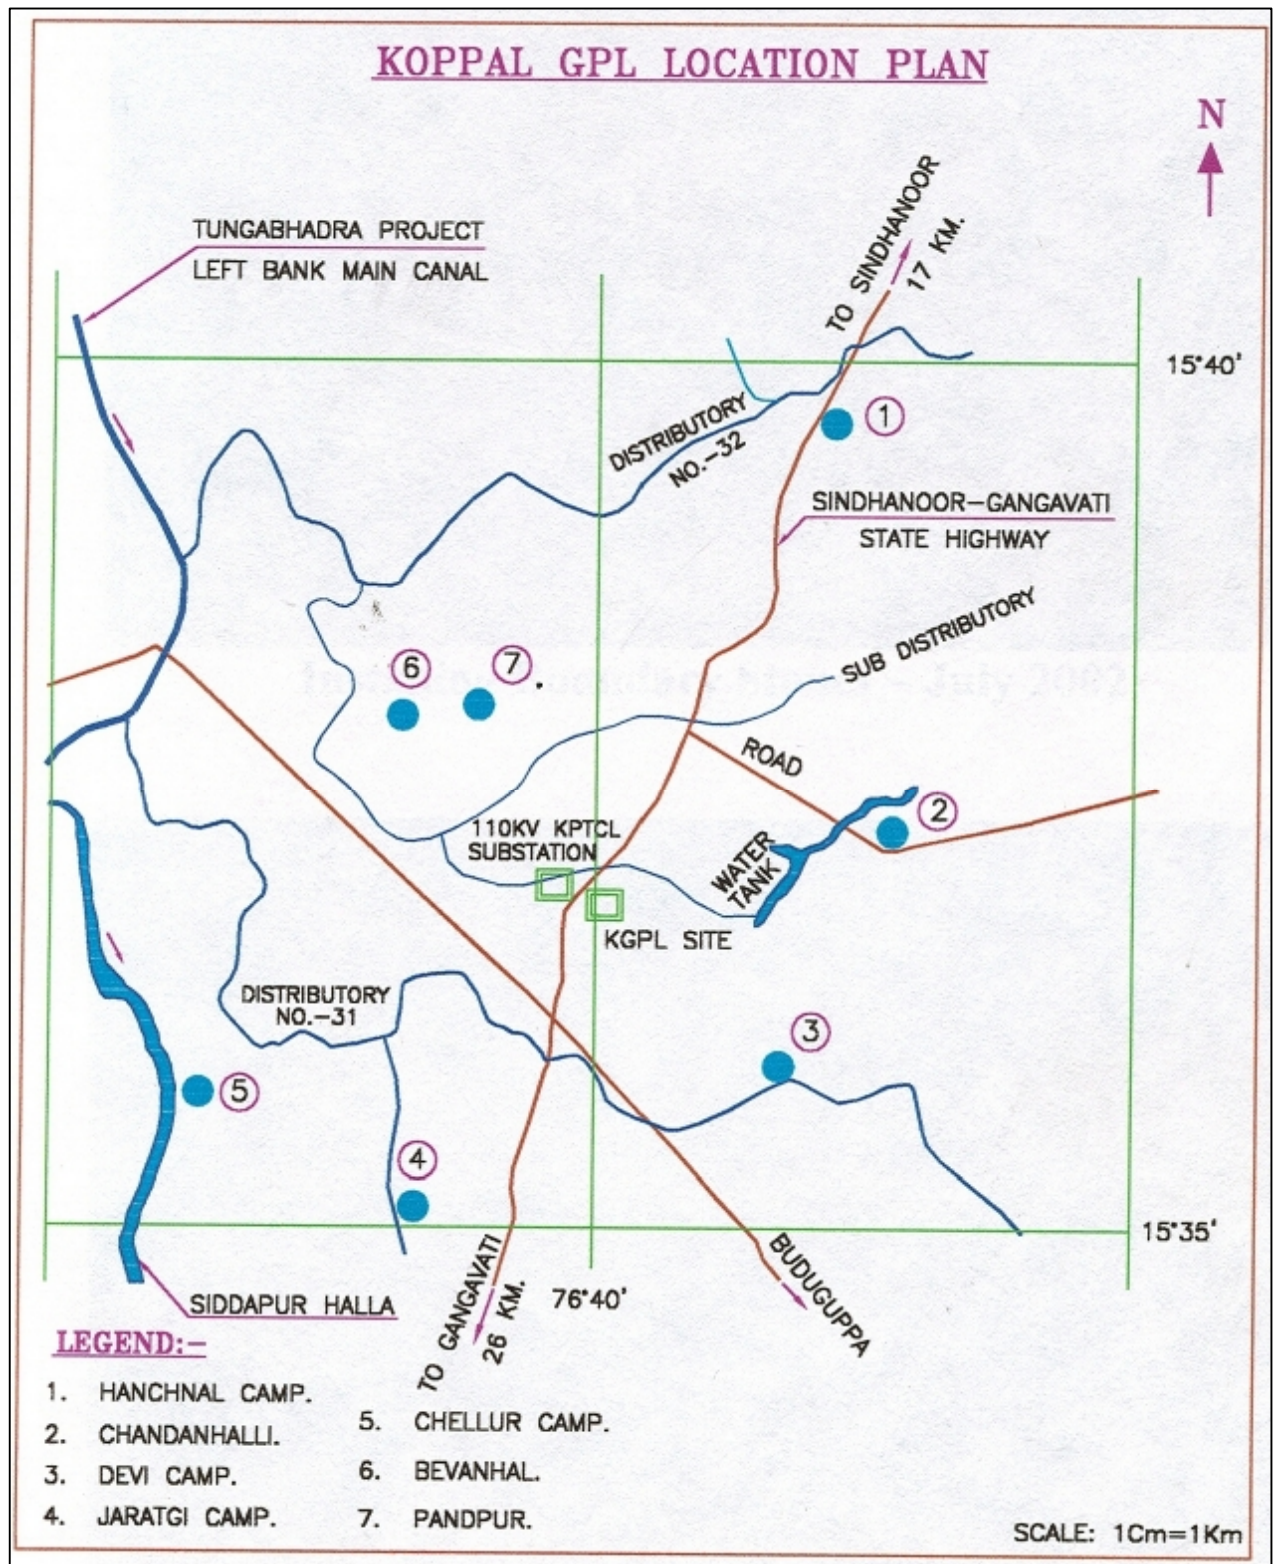 KOPPAL GPL LOCATION PLAN
N
TUNGABHADRA PROJECT
LEFT BANK MAIN CANAL
TO SINDHANOOR
17 KM.
15°40'
DISTRIBUTORY
NO.-32
1
SINDHANOOR-GANGAVATI
STATE HIGHWAY
SUB DISTRIBUTORY
6
7
ROAD
2
110KV KPTCL
SUBSTATION
WATER
TANK
KGPL SITE
DISTRIBUTORY
NO.-31
3
5
4
15°35'
SIDDAPUR HALLA
TO GANGAVATI
26 KM.
76°40'
BUDUGUPPA
LEGEND:-
1. HANCHNAL CAMP.
2. CHANDANHALLI.
3. DEVI CAMP.
4. JARATGI CAMP.
5. CHELLUR CAMP.
6. BEVANHAL.
7. PANDPUR.
SCALE: 1Cm=1Km